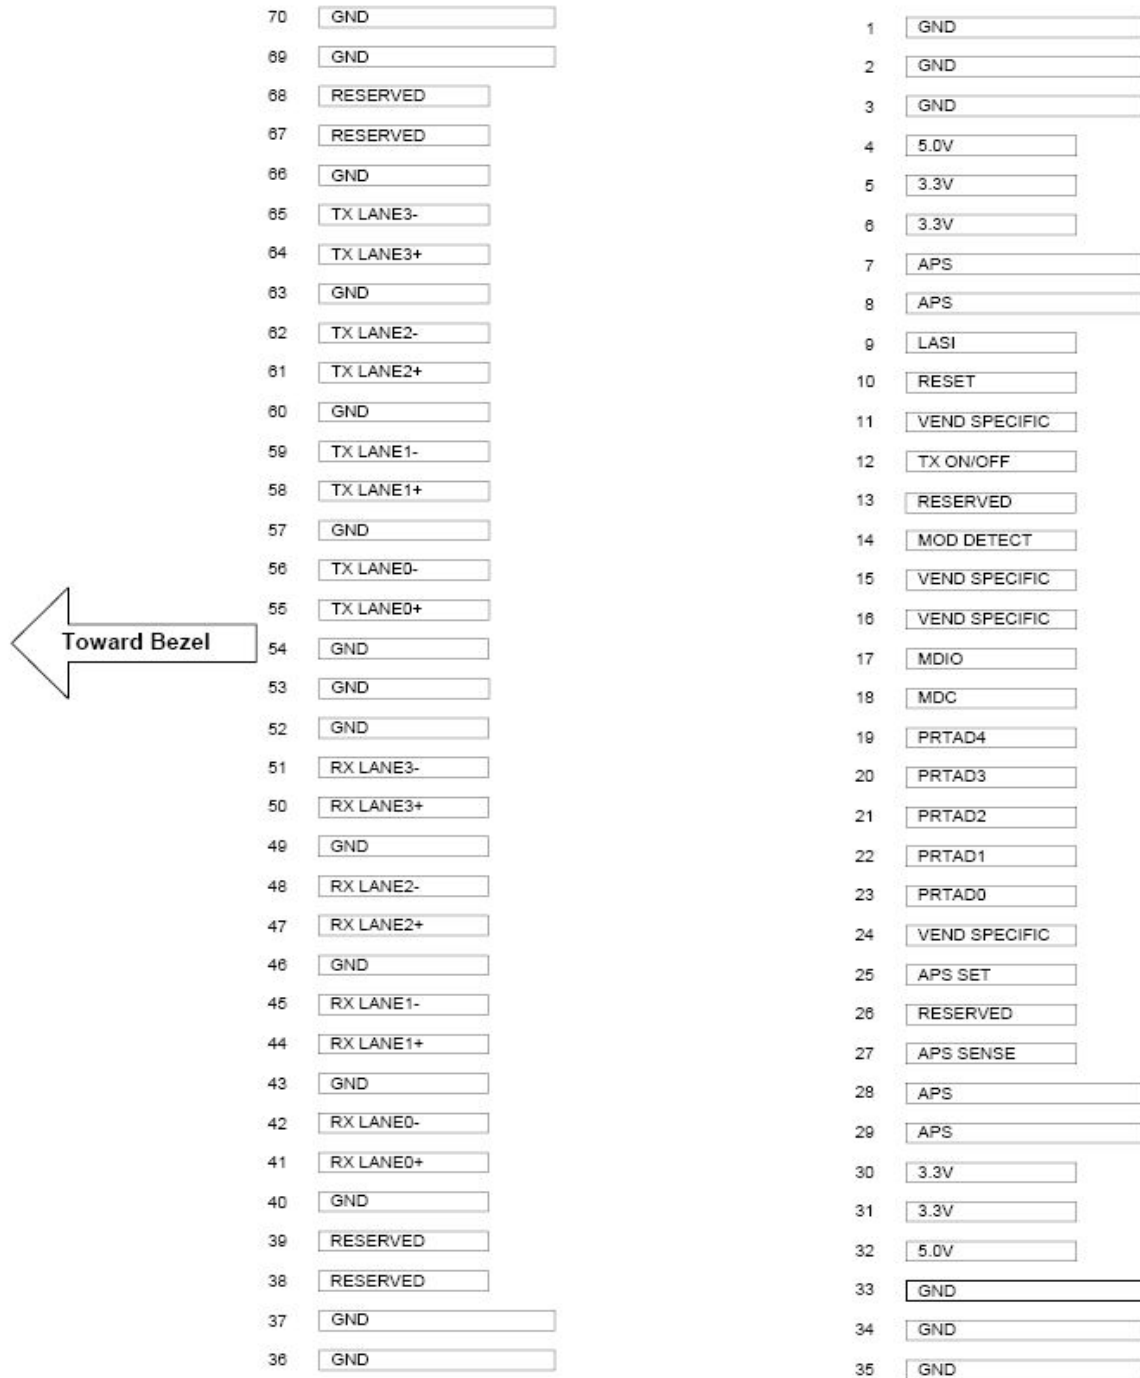 70 GND
69 GND
68 RESERVED
67 RESERVED
66 GND
65 TX LANE3-
64 TX LANE3+
63 GND
62 TX LANE2-
61 TX LANE2+
60 GND
59 TX LANE1-
58 TX LANE1+
57 GND
56 TX LANE0-
55 TX LANE0+
Toward Bezel
54 GND
53 GND
52 GND
51 RX LANE3-
50 RX LANE3+
49 GND
48 RX LANE2-
47 RX LANE2+
46 GND
45 RX LANE1-
44 RX LANE1+
43 GND
42 RX LANE0-
41 RX LANE0+
40 GND
39 RESERVED
38 RESERVED
37 GND
36 GND
1 GND
2 GND
3 GND
4 5.0V
5 3.3V
6 3.3V
7 APS
8 APS
9 LASI
10 RESET
11 VEND SPECIFIC
12 TX ON/OFF
13 RESERVED
14 MOD DETECT
15 VEND SPECIFIC
16 VEND SPECIFIC
17 MDIO
18 MDC
19 PRTAD4
20 PRTAD3
21 PRTAD2
22 PRTAD1
23 PRTAD0
24 VEND SPECIFIC
25 APS SET
26 RESERVED
27 APS SENSE
28 APS
29 APS
30 3.3V
31 3.3V
32 5.0V
33 GND
34 GND
35 GND